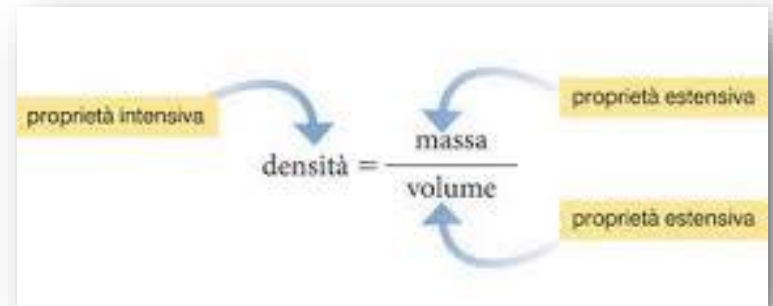 proprietà intensiva
densità = massa / volume
proprietà estensiva
proprietà estensiva